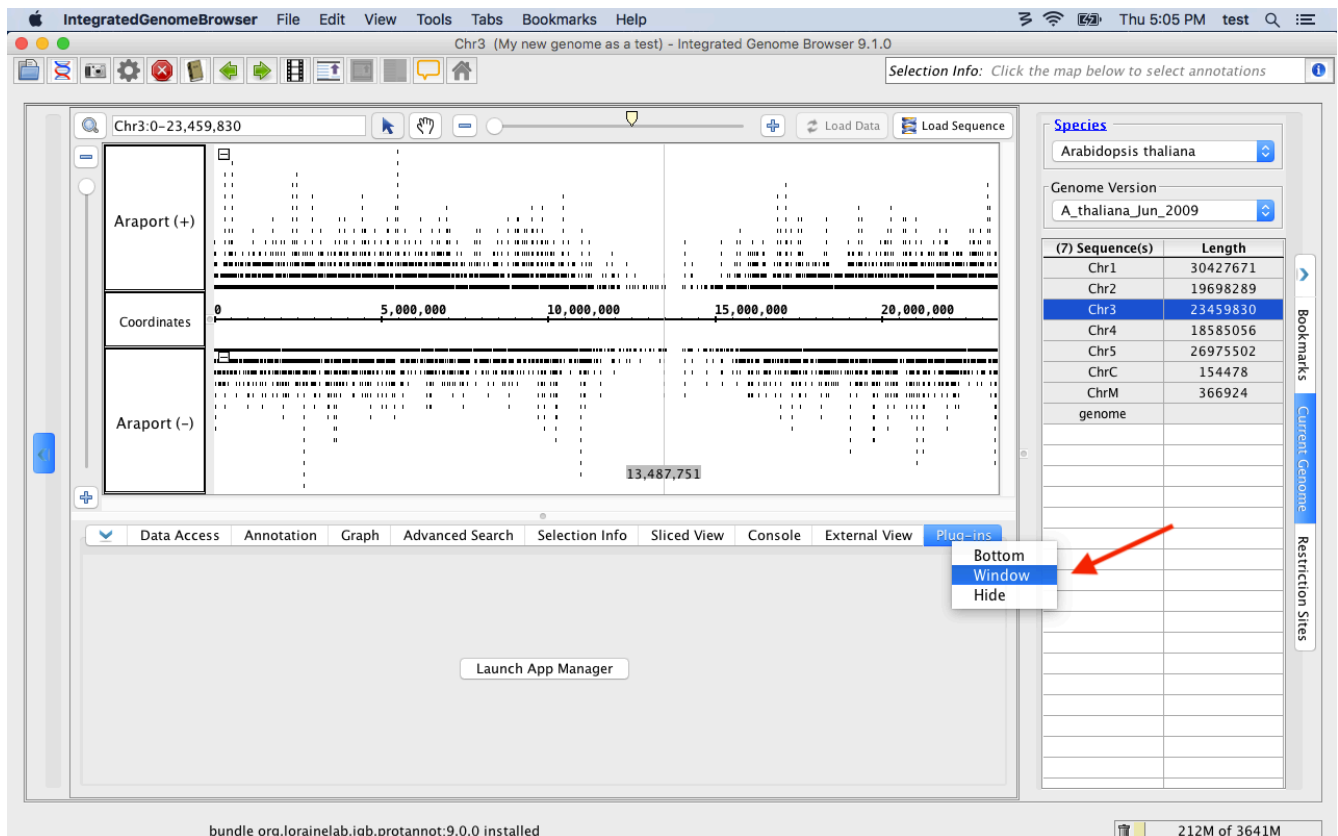 IntegratedGenomeBrowser File Edit View Tools Tabs Bookmarks Help Thu 5:05 PM test
Chr3 (My new genome as a test) - Integrated Genome Browser 9.1.0
Selection Info: Click the map below to select annotations
Chr3:0-23,459,830
Load Data
Load Sequence
Araport (+)
Coordinates
0 5,000,000 10,000,000 15,000,000 20,000,000
Araport (-)
13,487,751
Species
Arabidopsis thaliana
Genome Version
A_thaliana_Jun_2009
(7) Sequence(s) Length
Chr1 30427671
Chr2 19698289
Chr3 23459830
Chr4 18585056
Chr5 26975502
ChrC 154478
ChrM 366924
genome
Bookmarks
Current Genome
Restriction Sites
Data Access Annotation Graph Advanced Search Selection Info Sliced View Console External View Plug-ins
Bottom
Window
Hide
Launch App Manager
bundle org.lorainelab.igb.protannot:9.0.0 installed
212M of 3641M